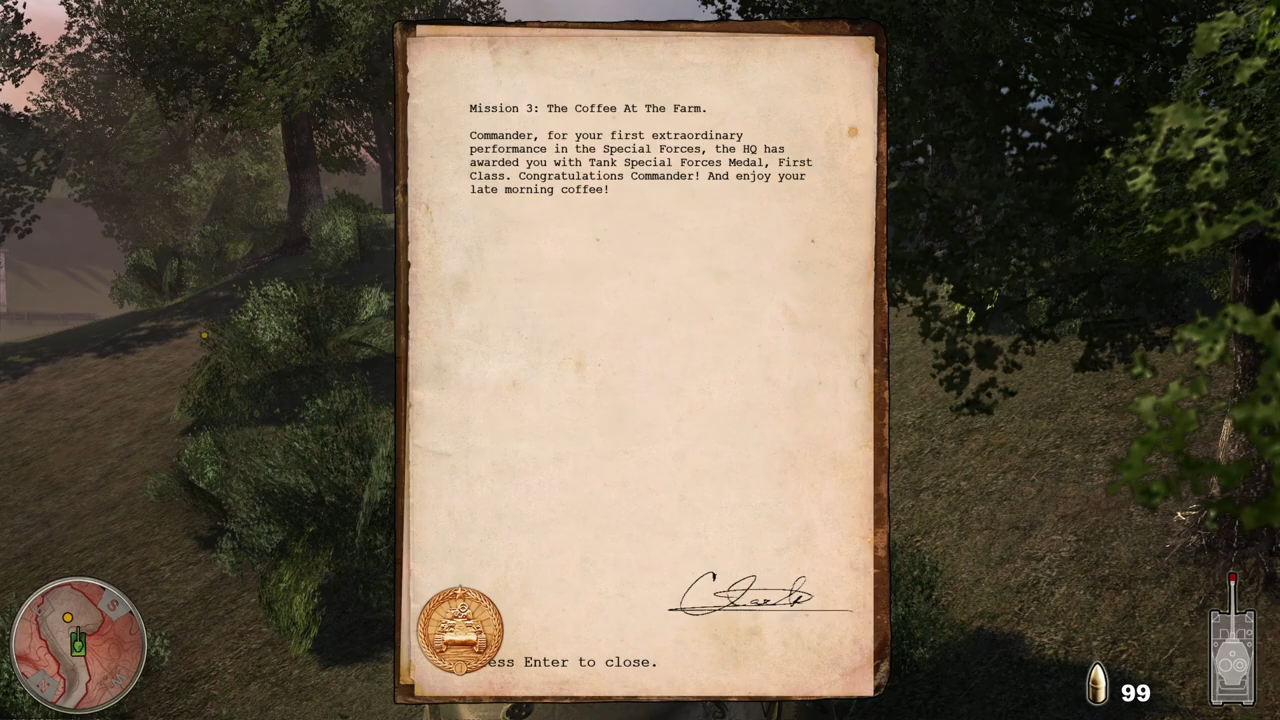 Mission 3: The Coffee At The Farm.
Commander, for your first extraordinary
performance in the Special Forces, the HQ has
awarded you with Tank Special Forces Medal, First
Class. Congratulations Commander! And enjoy your
late morning coffee!
ess Enter to close.
S
99